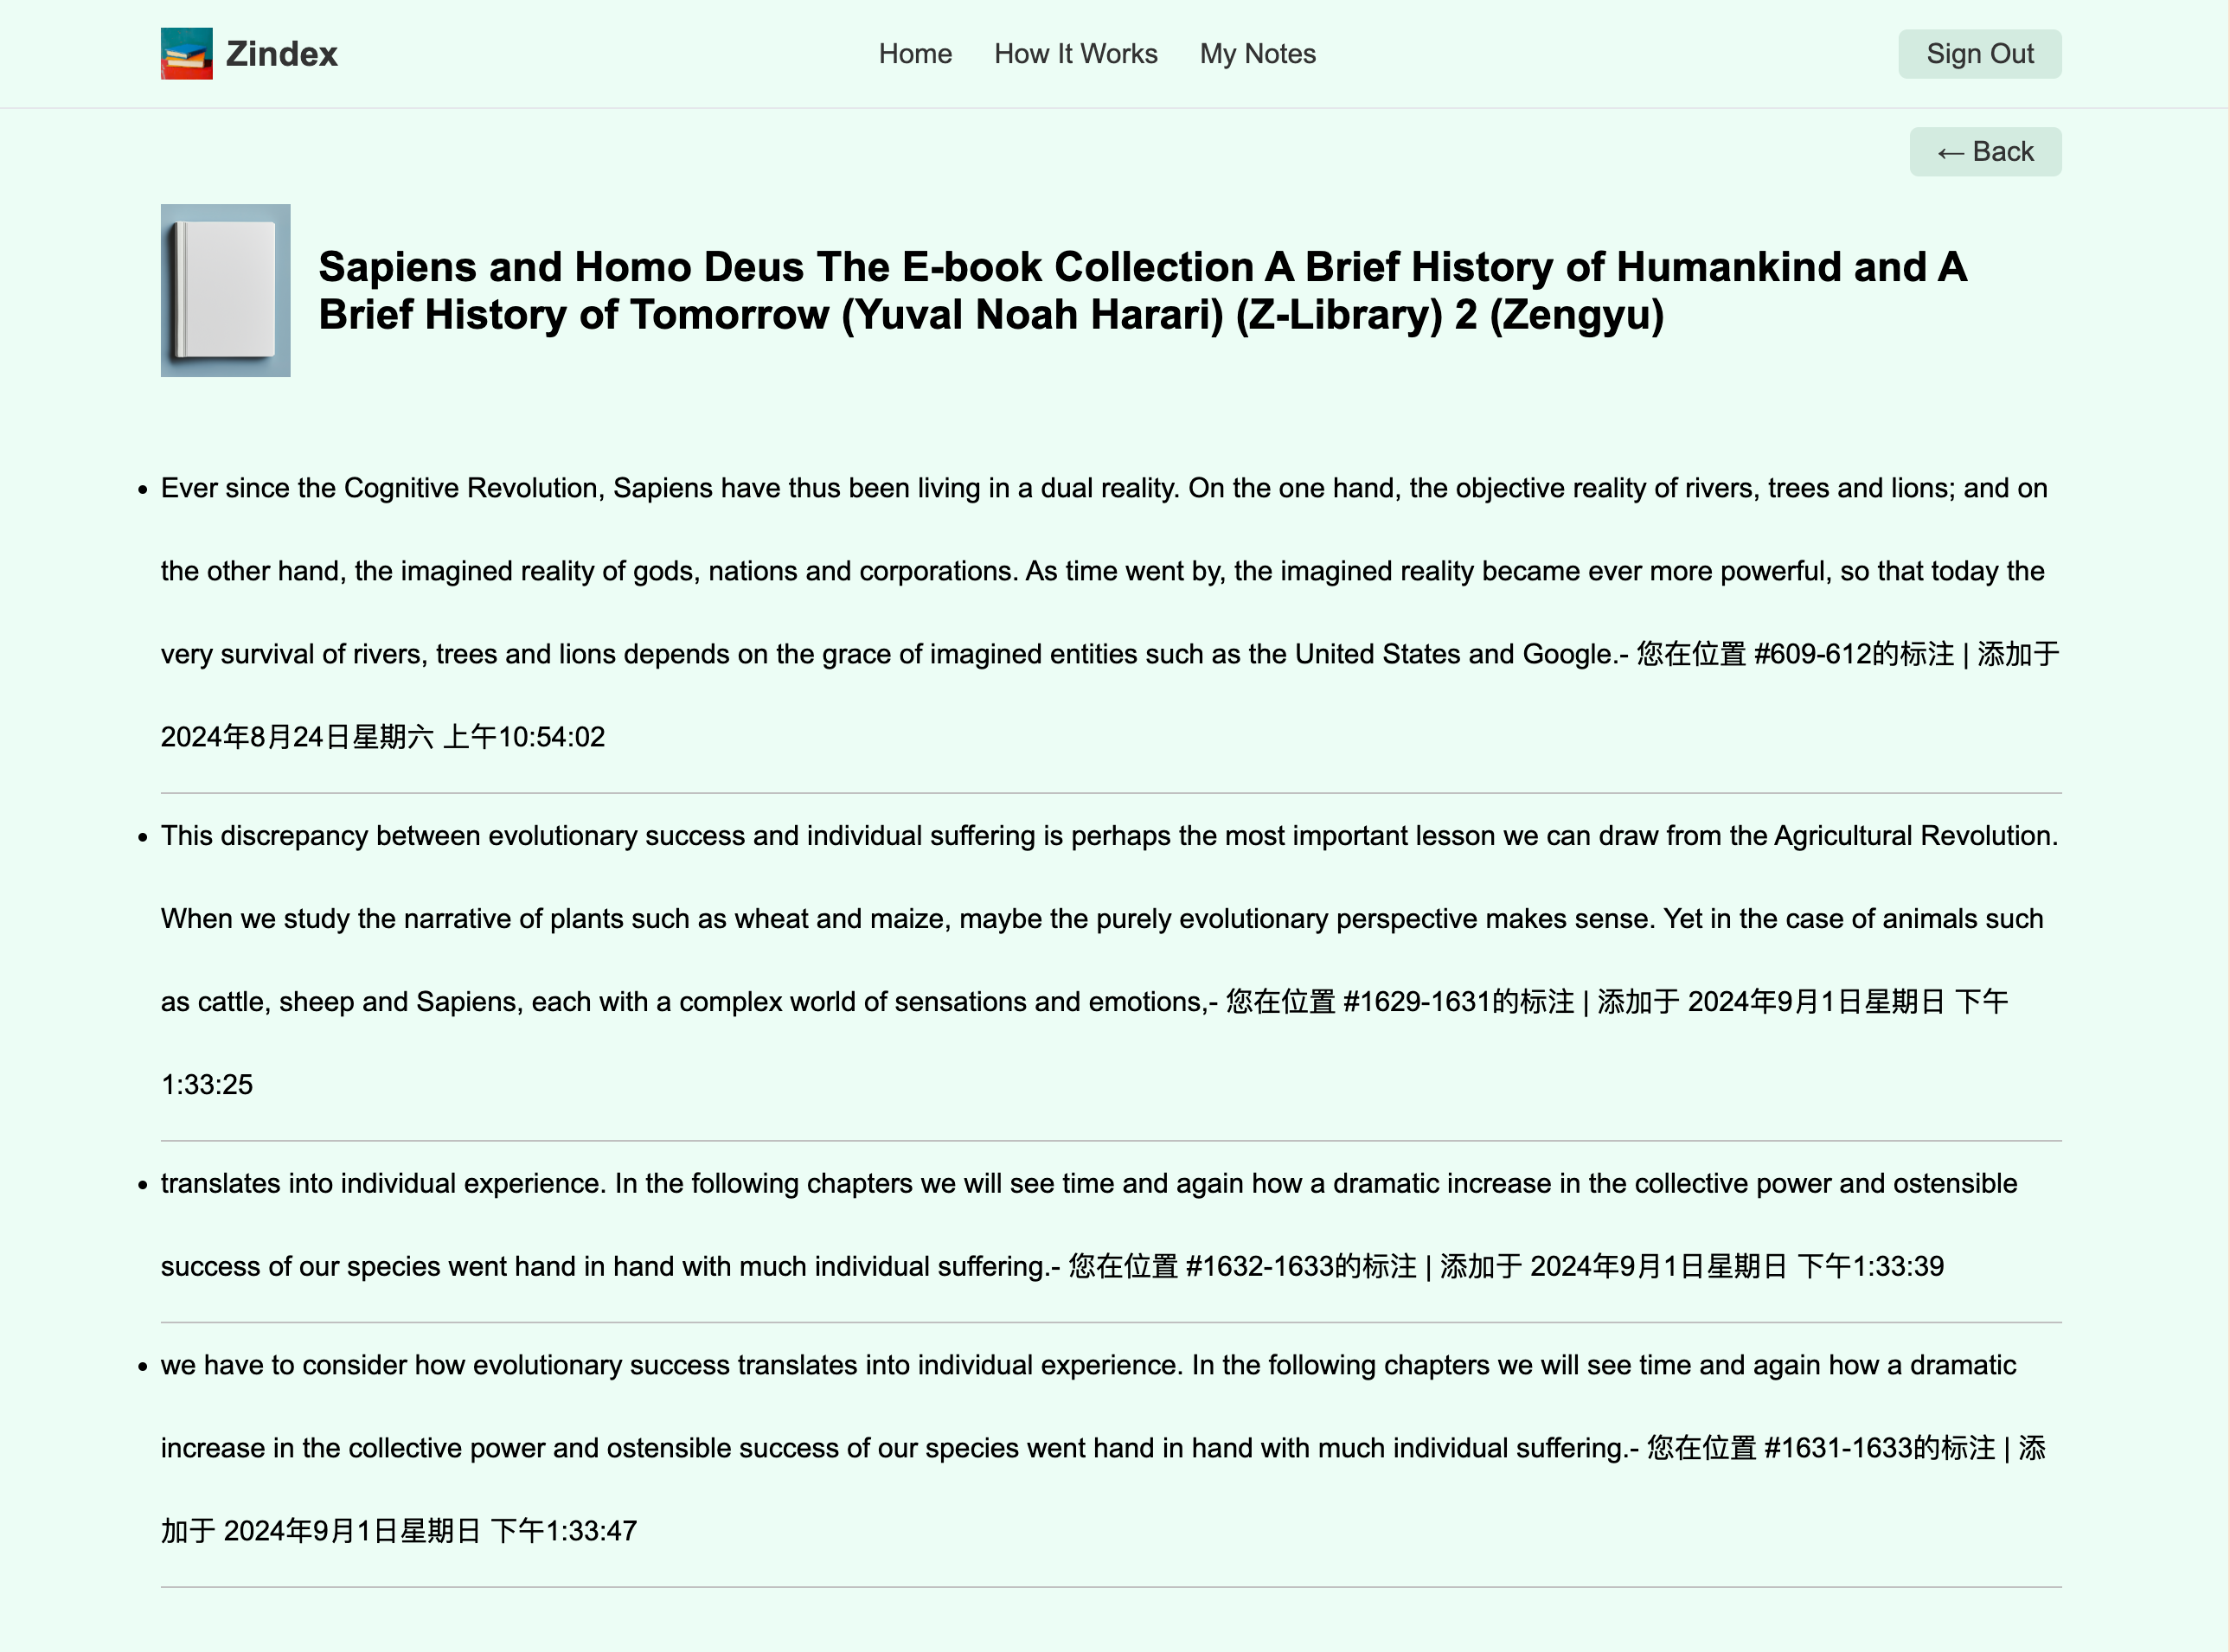 Zindex
Home
How It Works
My Notes
Sign Out
← Back
Sapiens and Homo Deus The E-book Collection A Brief History of Humankind and A
Brief History of Tomorrow (Yuval Noah Harari) (Z-Library) 2 (Zengyu)
• Ever since the Cognitive Revolution, Sapiens have thus been living in a dual reality. On the one hand, the objective reality of rivers, trees and lions; and on
the other hand, the imagined reality of gods, nations and corporations. As time went by, the imagined reality became ever more powerful, so that today the
very survival of rivers, trees and lions depends on the grace of imagined entities such as the United States and Google.- 您在位置 #609-612的标注 | 添加于
2024年8月24日星期六 上午10:54:02
• This discrepancy between evolutionary success and individual suffering is perhaps the most important lesson we can draw from the Agricultural Revolution.
When we study the narrative of plants such as wheat and maize, maybe the purely evolutionary perspective makes sense. Yet in the case of animals such
as cattle, sheep and Sapiens, each with a complex world of sensations and emotions,- 您在位置 #1629-1631的标注 | 添加于 2024年9月1日星期日 下午
1:33:25
• translates into individual experience. In the following chapters we will see time and again how a dramatic increase in the collective power and ostensible
success of our species went hand in hand with much individual suffering.- 您在位置 #1632-1633的标注 | 添加于 2024年9月1日星期日 下午1:33:39
• we have to consider how evolutionary success translates into individual experience. In the following chapters we will see time and again how a dramatic
increase in the collective power and ostensible success of our species went hand in hand with much individual suffering.- 您在位置 #1631-1633的标注 | 添
加于 2024年9月1日星期日 下午1:33:47